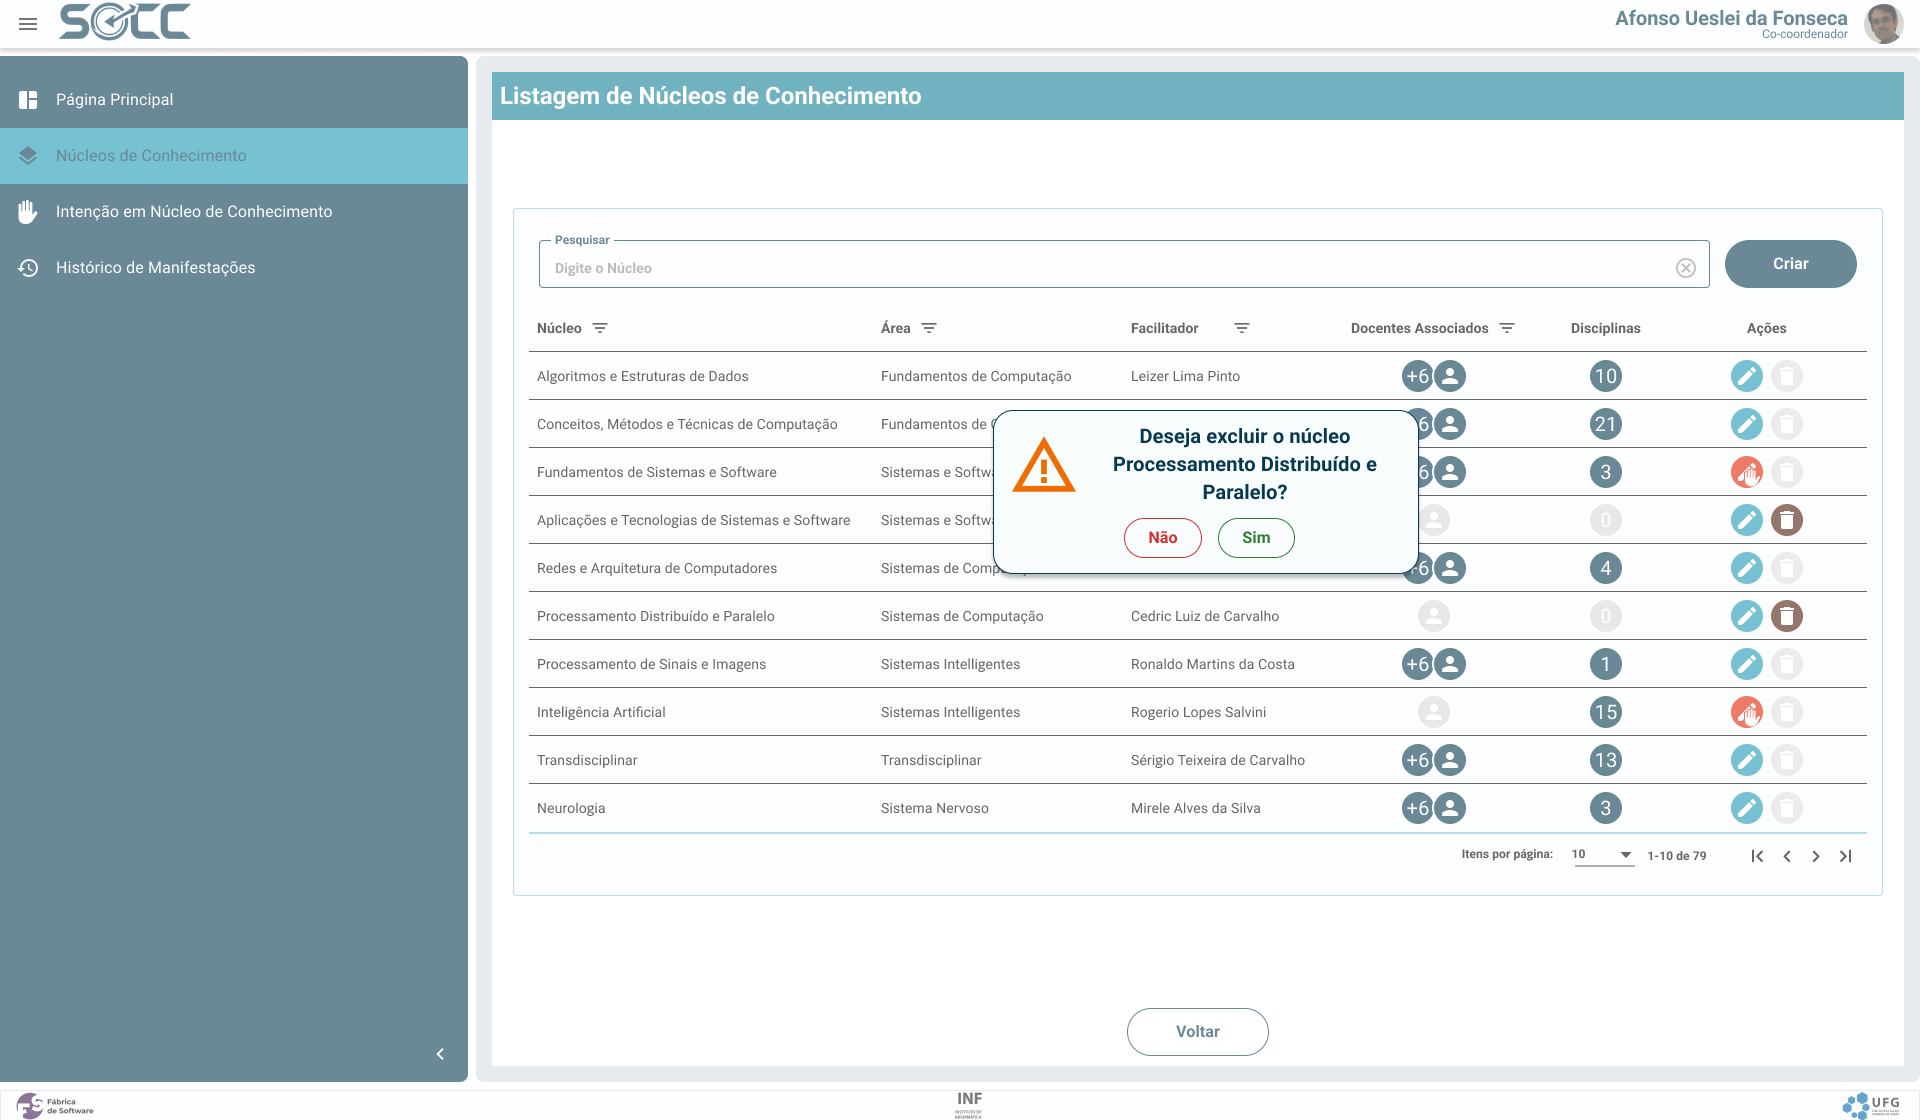 SGCC
Afonso Ueslei da Fonseca
Co-coordenador
Página Principal
Núcleos de Conhecimento
Intenção em Núcleo de Conhecimento
Histórico de Manifestações
Listagem de Núcleos de Conhecimento
Pesquisar
Digite o Núcleo
Criar
Núcleo Área Facilitador Docentes Associados Disciplinas Ações
Algoritmos e Estruturas de Dados Fundamentos de Computação Leizer Lima Pinto +6 10
Conceitos, Métodos e Técnicas de Computação Fundamentos de 6 21
Fundamentos de Sistemas e Software Sistemas e Softw 6 3
Aplicações e Tecnologias de Sistemas e Software Sistemas e Softw 0
Redes e Arquitetura de Computadores Sistemas de Comp +6 4
Processamento Distribuído e Paralelo Sistemas de Computação Cedric Luiz de Carvalho 0
Processamento de Sinais e Imagens Sistemas Intelligentes Ronaldo Martins da Costa +6 1
Inteligência Artificial Sistemas Intelligentes Rogerio Lopes Salvini 15
Transdisciplinar Transdisciplinar Sérigio Teixeira de Carvalho +6 13
Neurologia Sistema Nervoso Mirele Alves da Silva +6 3
Deseja excluir o núcleo
Processamento Distribuído e
Paralelo?
Não Sim
Itens por página: 10 1-10 de 79
Voltar
FS Fábrica
de Software
INF
INSTITUTO DE
INFORMÁTICA
UFG